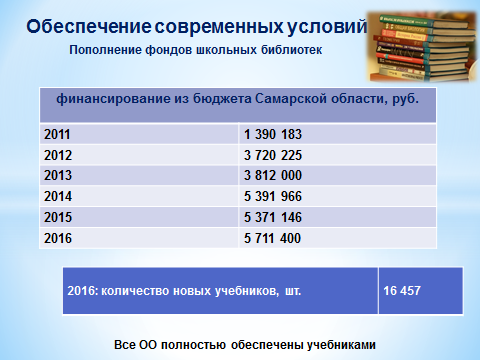 Обеспечение современных условий
Пополнение фондов школьных библиотек
финансирование из бюджета Самарской области, руб.
2011 1 390 183
2012 3 720 225
2013 3 812 000
2014 5 391 966
2015 5 371 146
2016 5 711 400
2016: количество новых учебников, шт. 16 457
Все ОО полностью обеспечены учебниками